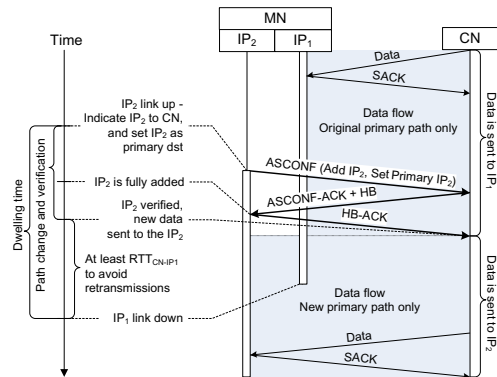 MN
CN
Time
IP2
IP1
Data
SACK
IP2 link up -
Indicate IP2 to CN,
and set IP2 as
primary dst
Data flow
Original primary path only
Data is sent to IP1
ASCONF (Add IP2, Set Primary IP2)
IP2 is fully added
ASCONF-ACK + HB
HB-ACK
IP2 verified,
new data
sent to the IP2
Dwelling time
Path change and verification
At least RTTCN-IP1
to avoid
retransmissions
Data flow
New primary path only
Data is sent to IP2
IP1 link down
Data
SACK